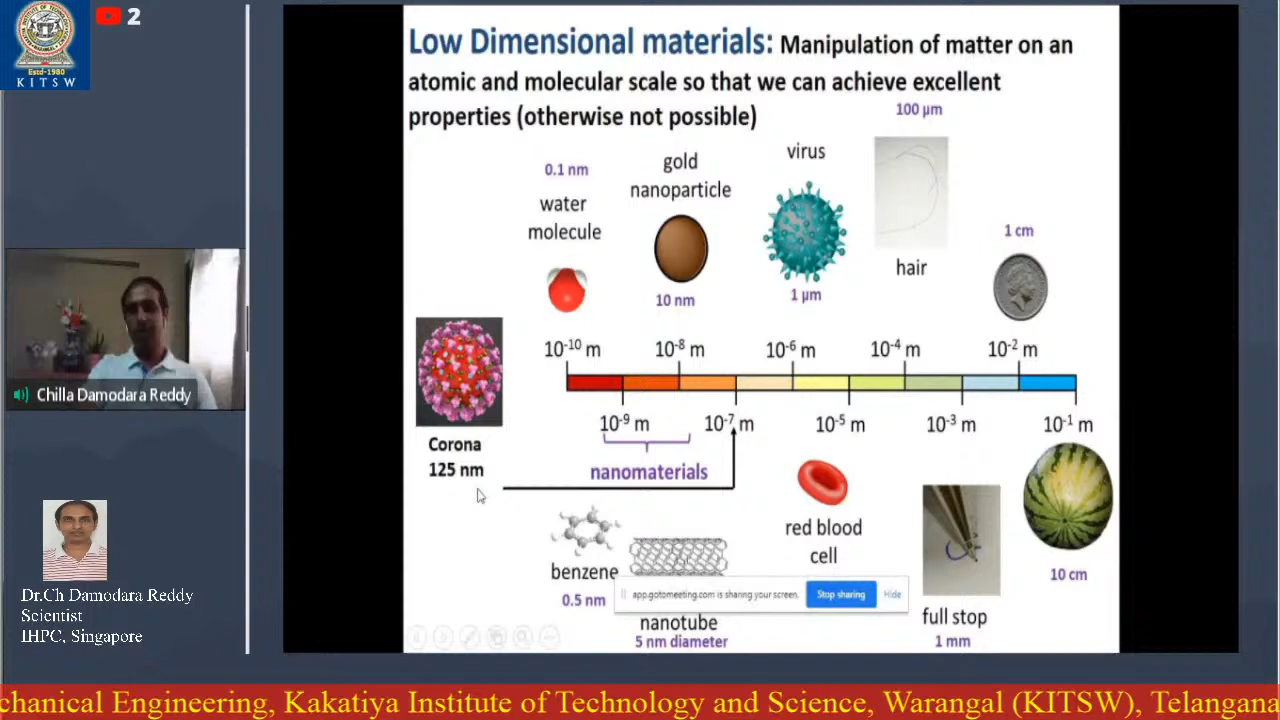 2
Estd-1980
K I T S W
Low Dimensional materials: Manipulation of matter on an
atomic and molecular scale so that we can achieve excellent
properties (otherwise not possible)
100 µm
virus
gold
nanoparticle
0.1 nm
water
molecule
1 cm
hair
10 nm
1 µm
10-10 m
10-8 m
10-6 m
10-4 m
10-2 m
10-9 m
10-7 m
10-5 m
10-3 m
10-1 m
Corona
125 nm
nanomaterials
red blood
cell
benzene
0.5 nm
10 cm
app.gotomeeting.com is sharing your screen.
Stop sharing
Hide
nanotube
5 nm diameter
full stop
1 mm
Chilla Damodara Reddy
Dr.Ch Damodara Reddy
Scientist
IHPC, Singapore
chanical Engineering, Kakatiya Institute of Technology and Science, Warangal (KITSW), Telangana